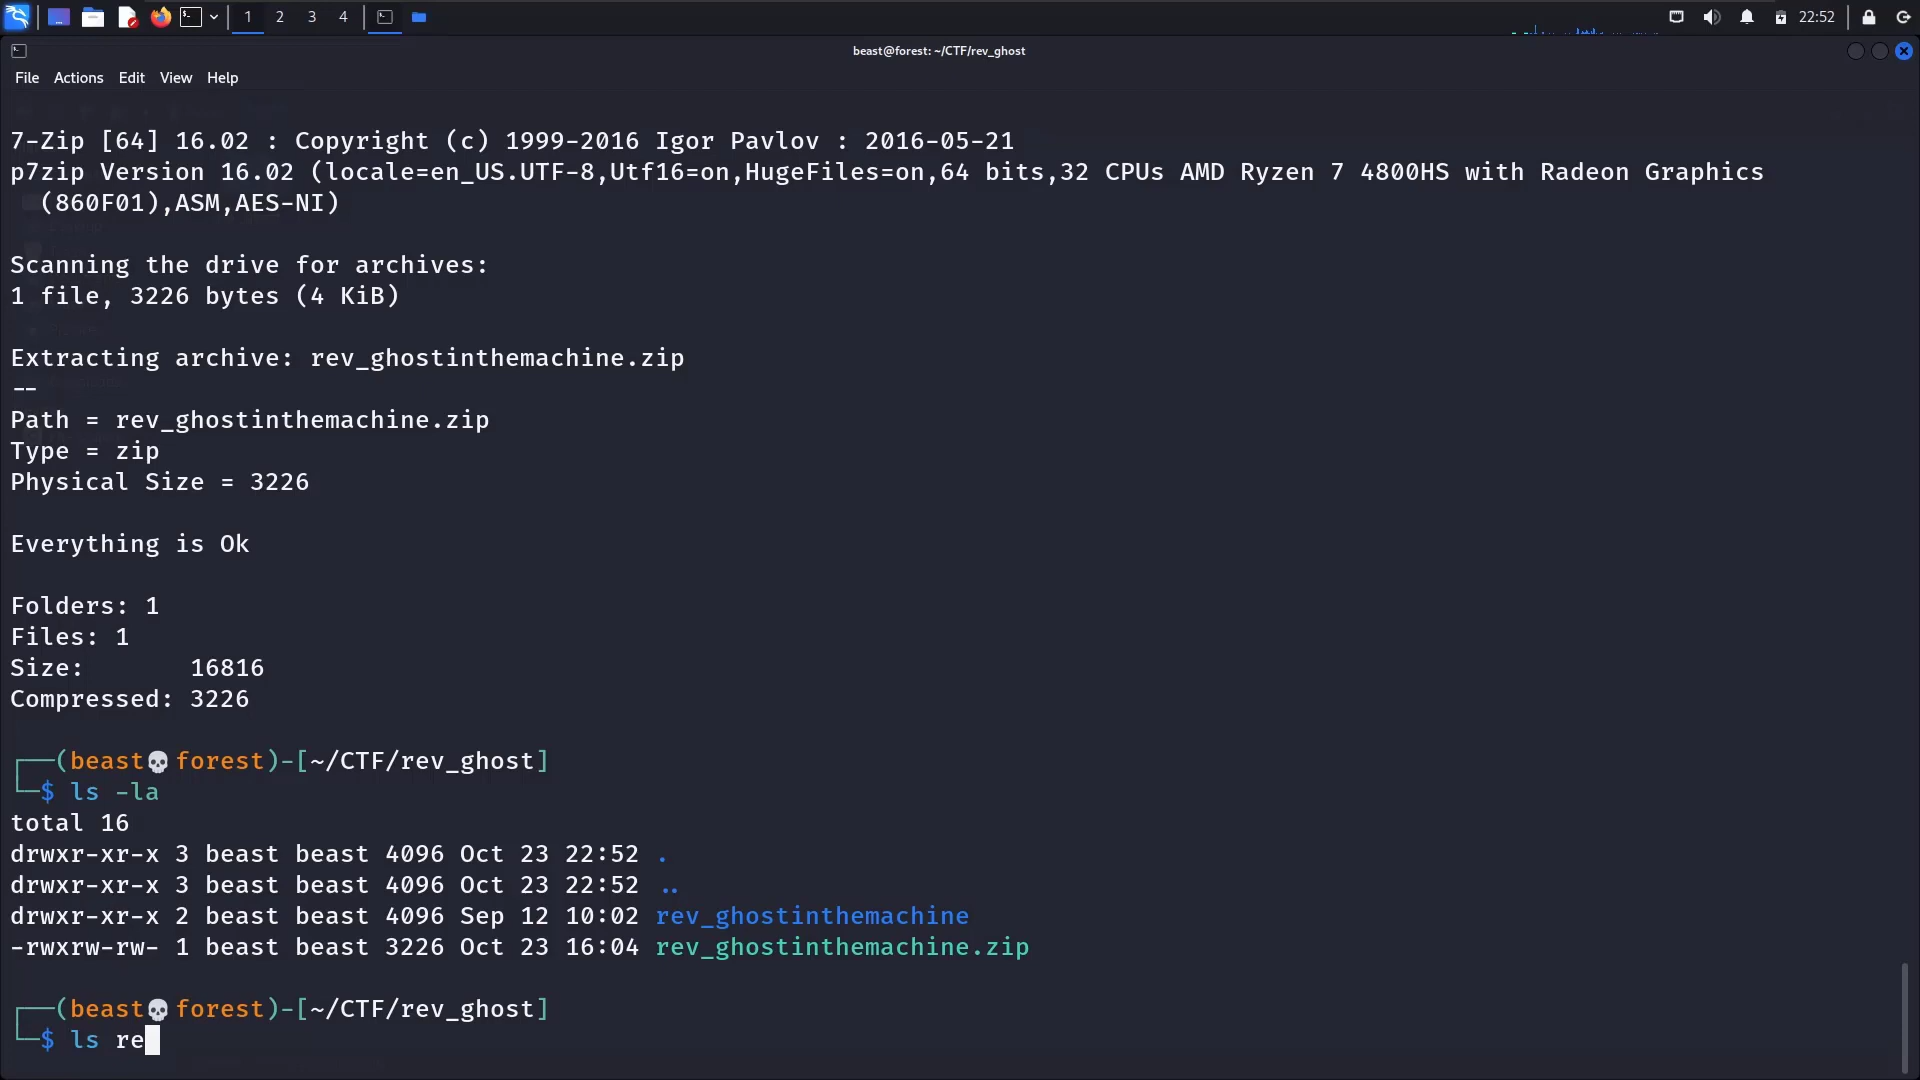 1 2 3 4 22:52
beast@forest: ~/CTF/rev_ghost
File Actions Edit View Help
7-Zip [64] 16.02 : Copyright (c) 1999-2016 Igor Pavlov : 2016-05-21
p7zip Version 16.02 (locale=en_US.UTF-8,Utf16=on,HugeFiles=on,64 bits,32 CPUs AMD Ryzen 7 4800HS with Radeon Graphics
(860F01),ASM,AES-NI)
Scanning the drive for archives:
1 file, 3226 bytes (4 KiB)
Extracting archive: rev_ghostinthemachine.zip
--
Path = rev_ghostinthemachine.zip
Type = zip
Physical Size = 3226
Everything is Ok
Folders: 1
Files: 1
Size:       16816
Compressed: 3226
┌──(beast💀forest)-[~/CTF/rev_ghost]
└─$ ls -la
total 16
drwxr-xr-x 3 beast beast 4096 Oct 23 22:52 .
drwxr-xr-x 3 beast beast 4096 Oct 23 22:52 ..
drwxr-xr-x 2 beast beast 4096 Sep 12 10:02 rev_ghostinthemachine
-rwxrw-rw- 1 beast beast 3226 Oct 23 16:04 rev_ghostinthemachine.zip
┌──(beast💀forest)-[~/CTF/rev_ghost]
└─$ ls re